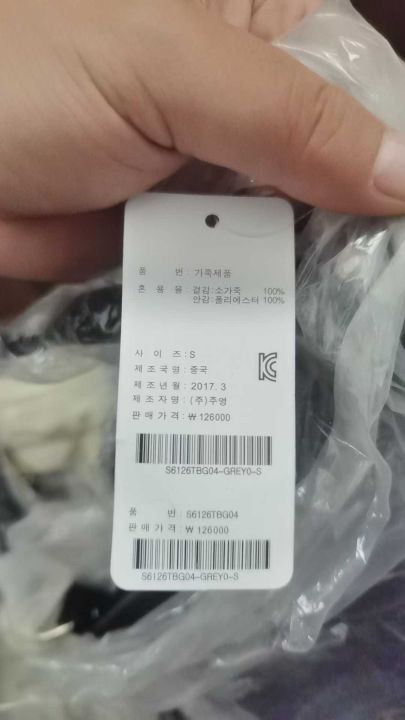 품 번 : 가죽제품
혼 용 율 : 겉감:소가죽 100%
안감:폴리에스터 100%
사 이 즈 : S
제 조 국 명 : 중국
제 조 년 월 : 2017. 3
제 조 자 명 : (주)주영
판 매 가 격 : ₩ 126000
S6126TBG04-GREY0-S
품 번 : S6126TBG04
판 매 가 격 : ₩ 126000
S6126TBG04-GREY0-S